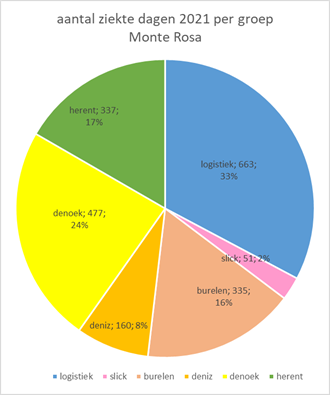 aantal ziekte dagen 2021 per groep
Monte Rosa
herent; 337;
17%
logistiek; 663;
33%
denoek; 477;
24%
slick; 51; 2%
burelen; 335;
16%
deniz; 160; 8%
logistiek slick burelen deniz denoek herent